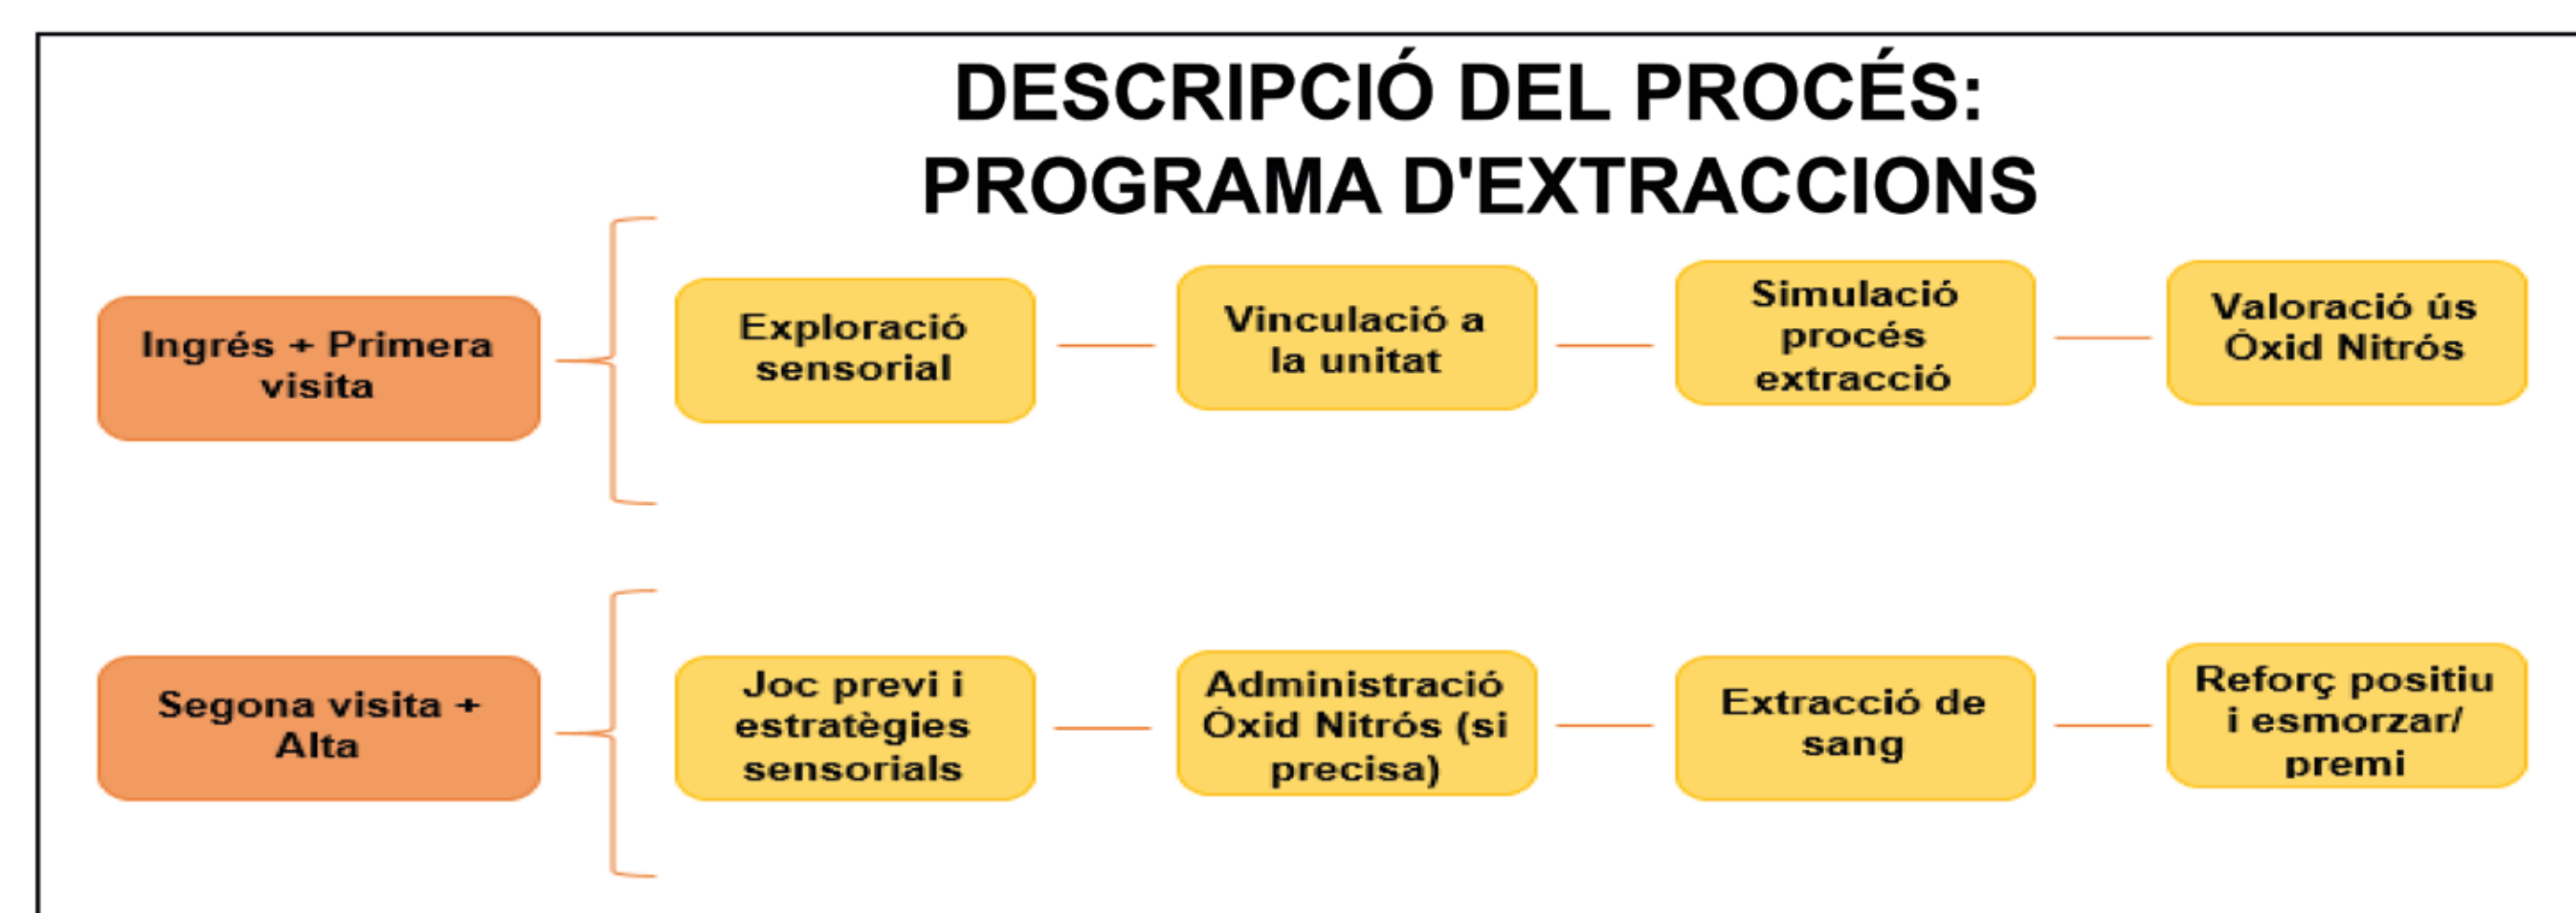 DESCRIPCIÓ DEL PROCÉS:
PROGRAMA D'EXTRACCIONS
Ingrés + Primera
visita
Exploració
sensorial
Vinculació a
la unitat
Simulació
procés
extracció
Valoració ús
Òxid Nitrós
Segona visita +
Alta
Joc previ i
estratègies
sensorials
Administració
Òxid Nitrós (si
precisa)
Extracció de
sang
Reforç positiu
i esmorzar/
premi